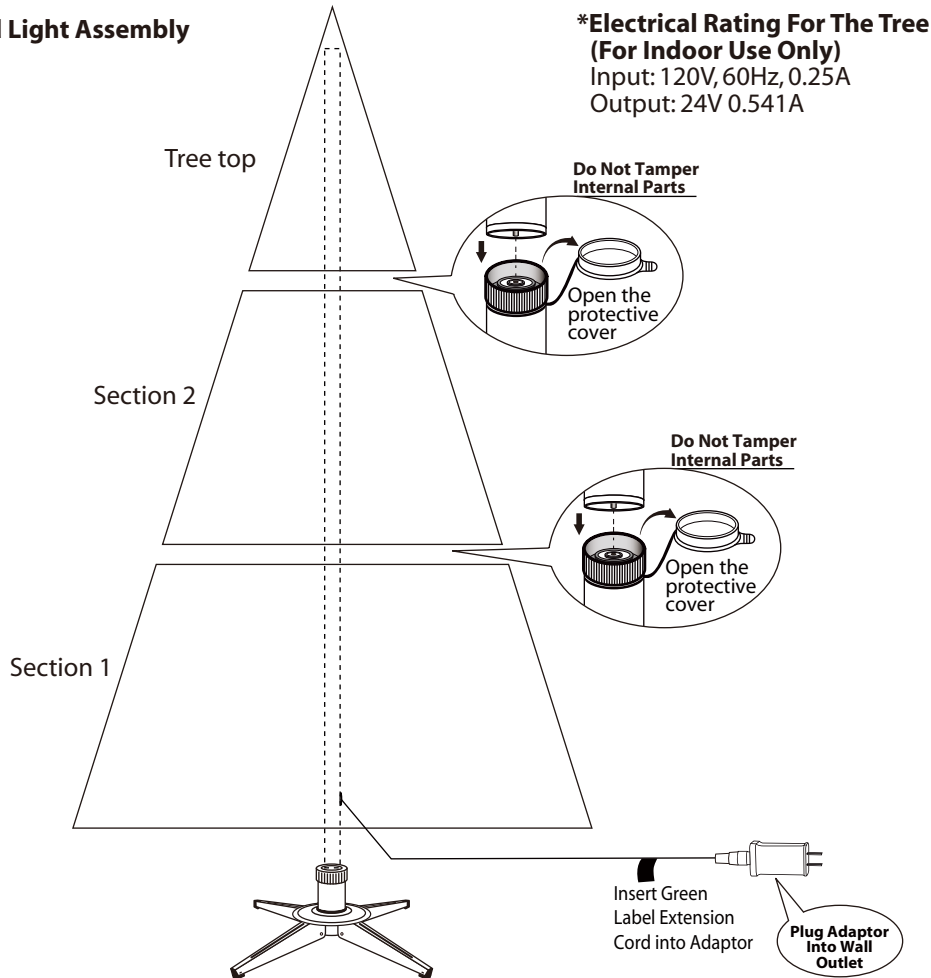 Light Assembly
*Electrical Rating For The Tree
(For Indoor Use Only)
Input: 120V, 60Hz, 0.25A
Output: 24V 0.541A
Tree top
Do Not Tamper
Internal Parts
Open the
protective
cover
Section 2
Do Not Tamper
Internal Parts
Open the
protective
cover
Section 1
Insert Green
Label Extension
Cord into Adaptor
Plug Adaptor
Into Wall
Outlet